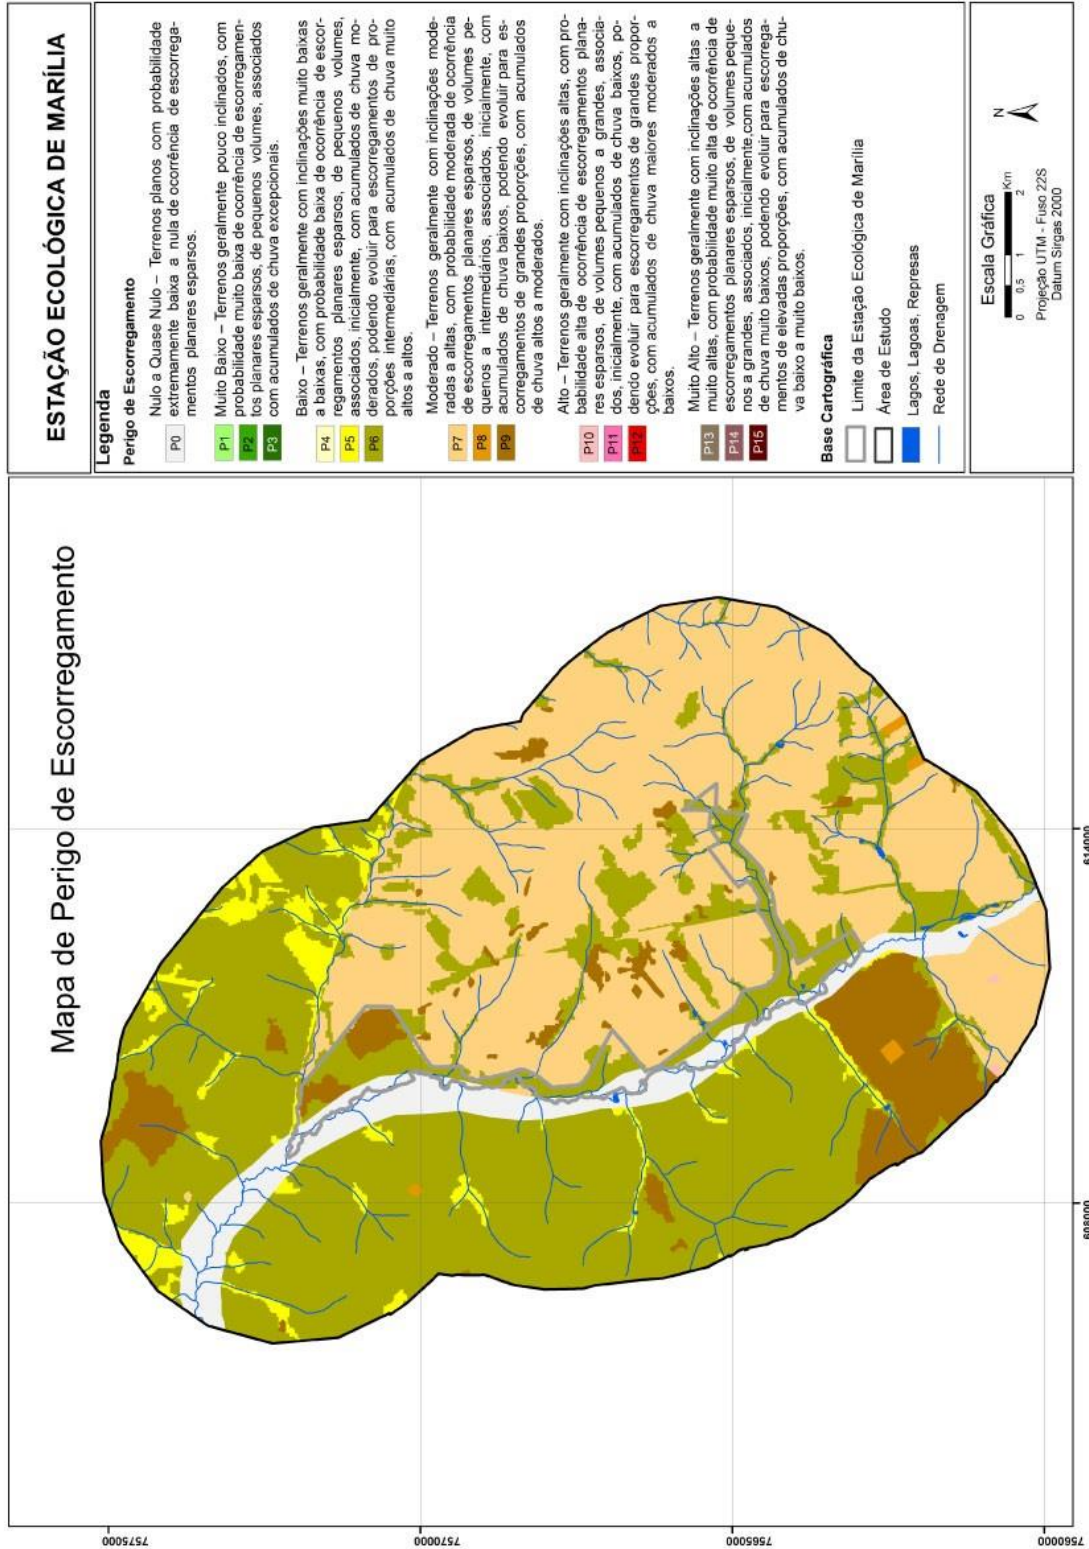 Mapa de Perigo de Escorregamento
7575000
7570000
7565000
7560000
608000
614000
ESTAÇÃO ECOLÓGICA DE MARÍLIA
Legenda
Perigo de Escorregamento
P0
Nulo a Quase Nulo – Terrenos planos com probabilidade
extremamente baixa a nula de ocorrência de escorrega-
mentos planares esparsos.
P1
P2
P3
Muito Baixo – Terrenos geralmente pouco inclinados, com
probabilidade muito baixa de ocorrência de escorregamen-
tos planares esparsos, de pequenos volumes, associados
com acumulados de chuva excepcionais.
P4
P5
P6
Baixo – Terrenos geralmente com inclinações muito baixas
a baixas, com probabilidade baixa de ocorrência de escor-
regamentos planares esparsos, de pequenos volumes,
associados, inicialmente, com acumulados de chuva mo-
derados, podendo evoluir para escorregamentos de pro-
porções intermediárias, com acumulados de chuva muito
altos a altos.
P7
P8
P9
Moderado – Terrenos geralmente com inclinações mode-
radas a altas, com probabilidade moderada de ocorrência
de escorregamentos planares esparsos, de volumes pe-
quenos a intermediários, associados, inicialmente, com
acumulados de chuva baixos, podendo evoluir para es-
corregamentos de grandes proporções, com acumulados
de chuva altos a moderados.
P10
P11
P12
Alto – Terrenos geralmente com inclinações altas, com pro-
babilidade alta de ocorrência de escorregamentos plana-
res esparsos, de volumes pequenos a grandes, associa-
dos, inicialmente, com acumulados de chuva baixos, po-
dendo evoluir para escorregamentos de grandes propor-
ções, com acumulados de chuva maiores moderados a
baixos.
P13
P14
P15
Muito Alto – Terrenos geralmente com inclinações altas a
muito altas, com probabilidade muito alta de ocorrência de
escorregamentos planares esparsos, de volumes peque-
nos a grandes, associados, inicialmente,com acumulados
de chuva muito baixos, podendo evoluir para escorrega-
mentos de elevadas proporções, com acumulados de chu-
va baixo a muito baixos.
Base Cartográfica
Limite da Estação Ecológica de Marília
Área de Estudo
Lagos, Lagoas, Represas
Rede de Drenagem
Escala Gráfica
0 0,5 1 2
Km
N
Projeção UTM - Fuso 22S
Datum Sirgas 2000